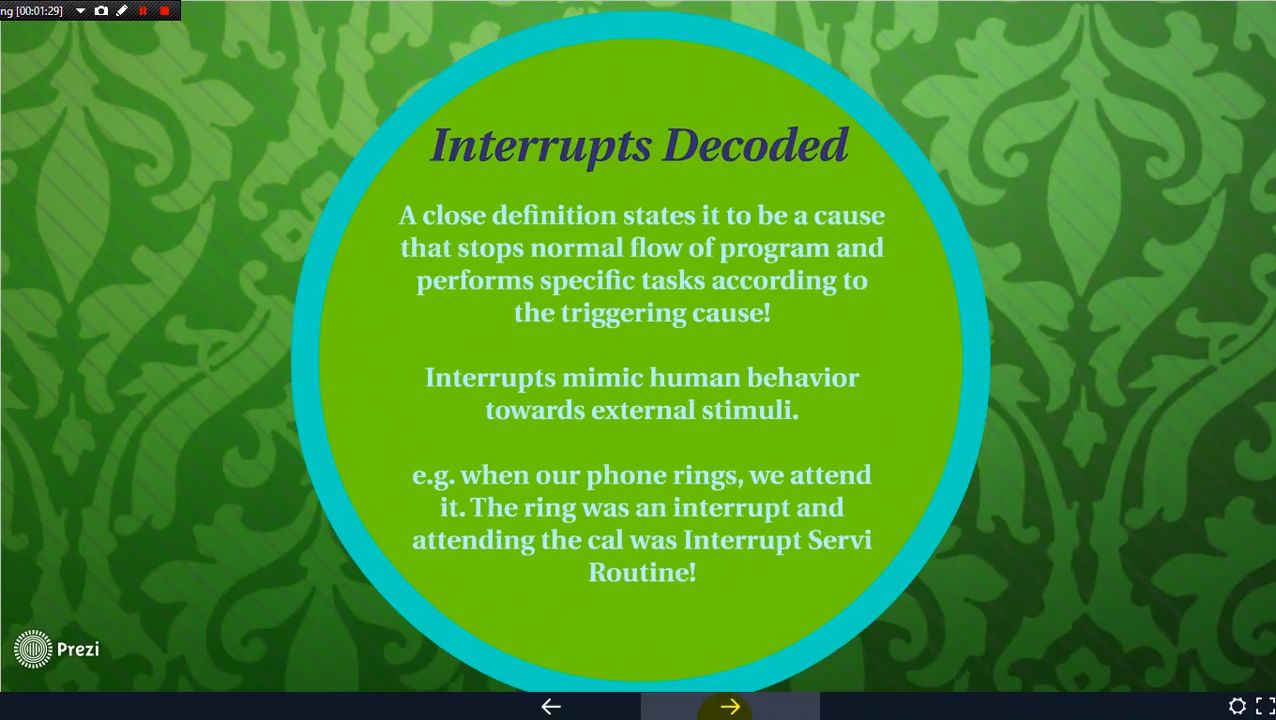 ng [00:01:29]
Interrupts Decoded
A close definition states it to be a cause
that stops normal flow of program and
performs specific tasks according to
the triggering cause!
Interrupts mimic human behavior
towards external stimuli.
e.g. when our phone rings, we attend
it. The ring was an interrupt and
attending the cal was Interrupt Servi
Routine!
Prezi